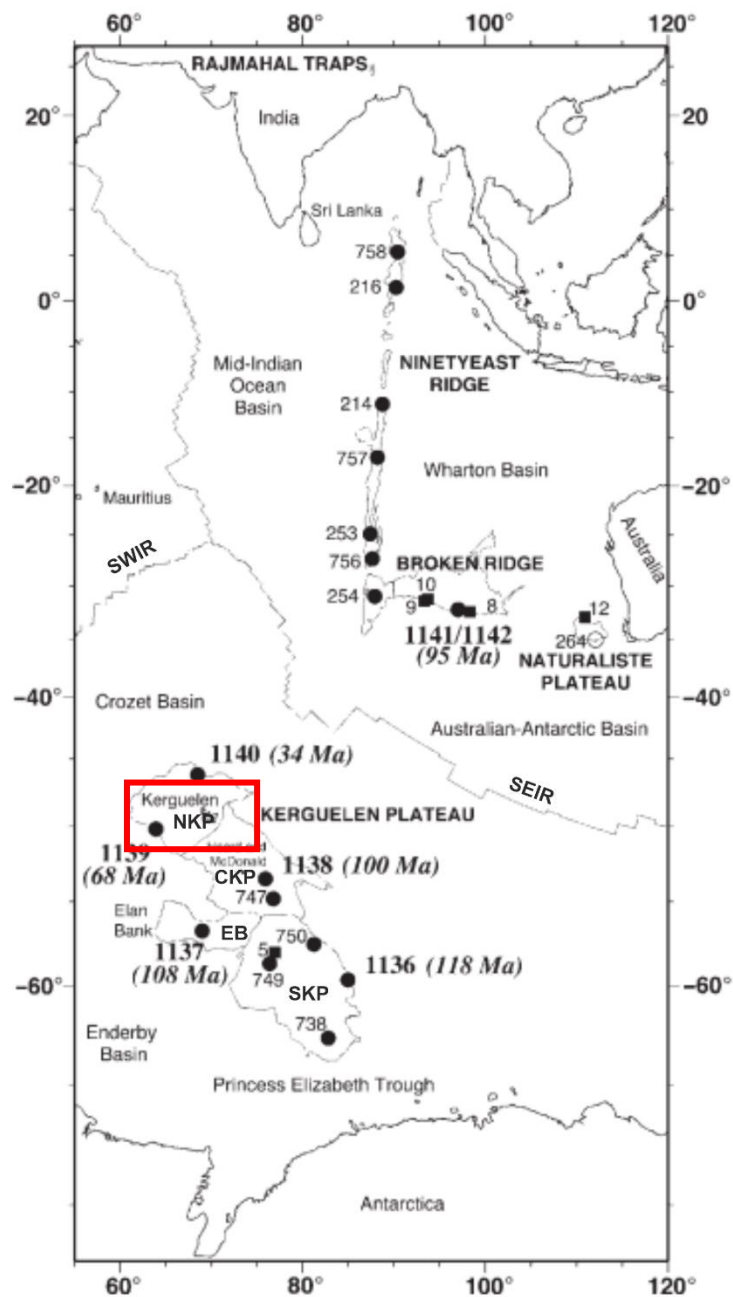 60°
80°
100°
120°
RAJMAHAL TRAPS
20°
20
India
Sri Lanka
758
216
0°
0°
Mid-Indian
Ocean
Basin
NINETYEAST
RIDGE
214
757
Wharton Basin
−20°
−20°
Mauritius
Australia
SWIR
253
756
BROKEN RIDGE
254
10
9
8
12
1141/1142
(95 Ma)
264
NATURALISTE
PLATEAU
−40°
−40°
Crozet Basin
Australian-Antarctic Basin
1140 (34 Ma)
SEIR
Kerguelen
NKP
KERGUELEN PLATEAU
1139
(68 Ma)
McDonald
1138 (100 Ma)
CKP
747
Elan
Bank
EB
750
5
1137
(108 Ma)
749
1136 (118 Ma)
−60°
−60°
SKP
738
Enderby
Basin
Princess Elizabeth Trough
Antarctica
60°
80°
100°
120°